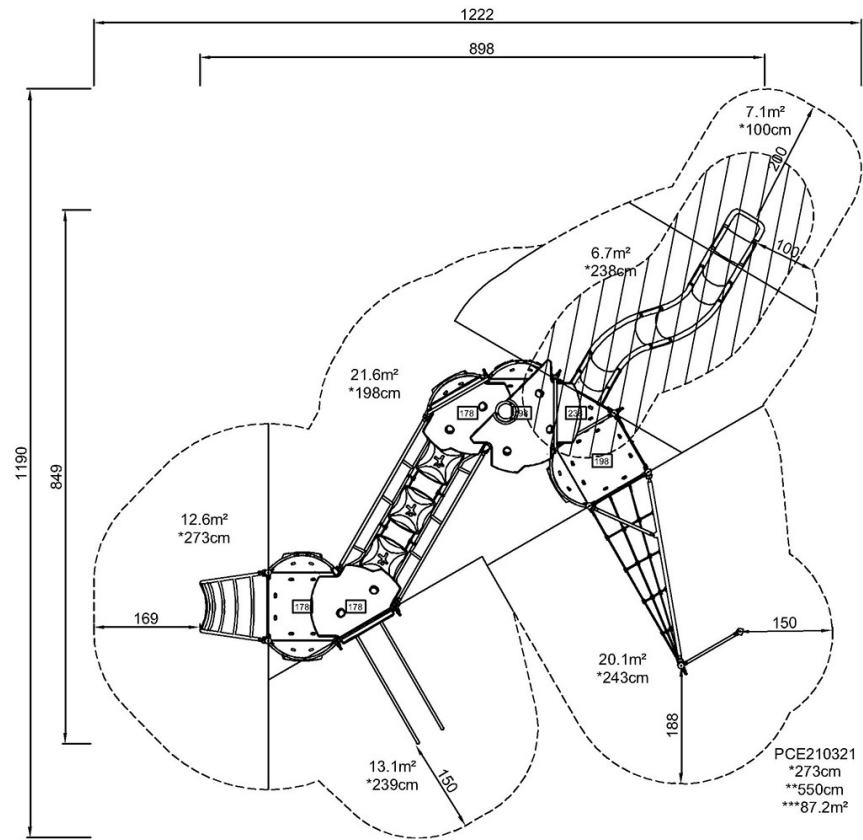 1222
898
7.1m²
*100cm
200
100
6.7m²
*238cm
21.6m²
*198cm
178
198
238
198
1190
849
12.6m²
*273cm
178
178
169
150
20.1m²
*243cm
188
13.1m²
*239cm
150
PCE210321
*273cm
**550cm
***87.2m²